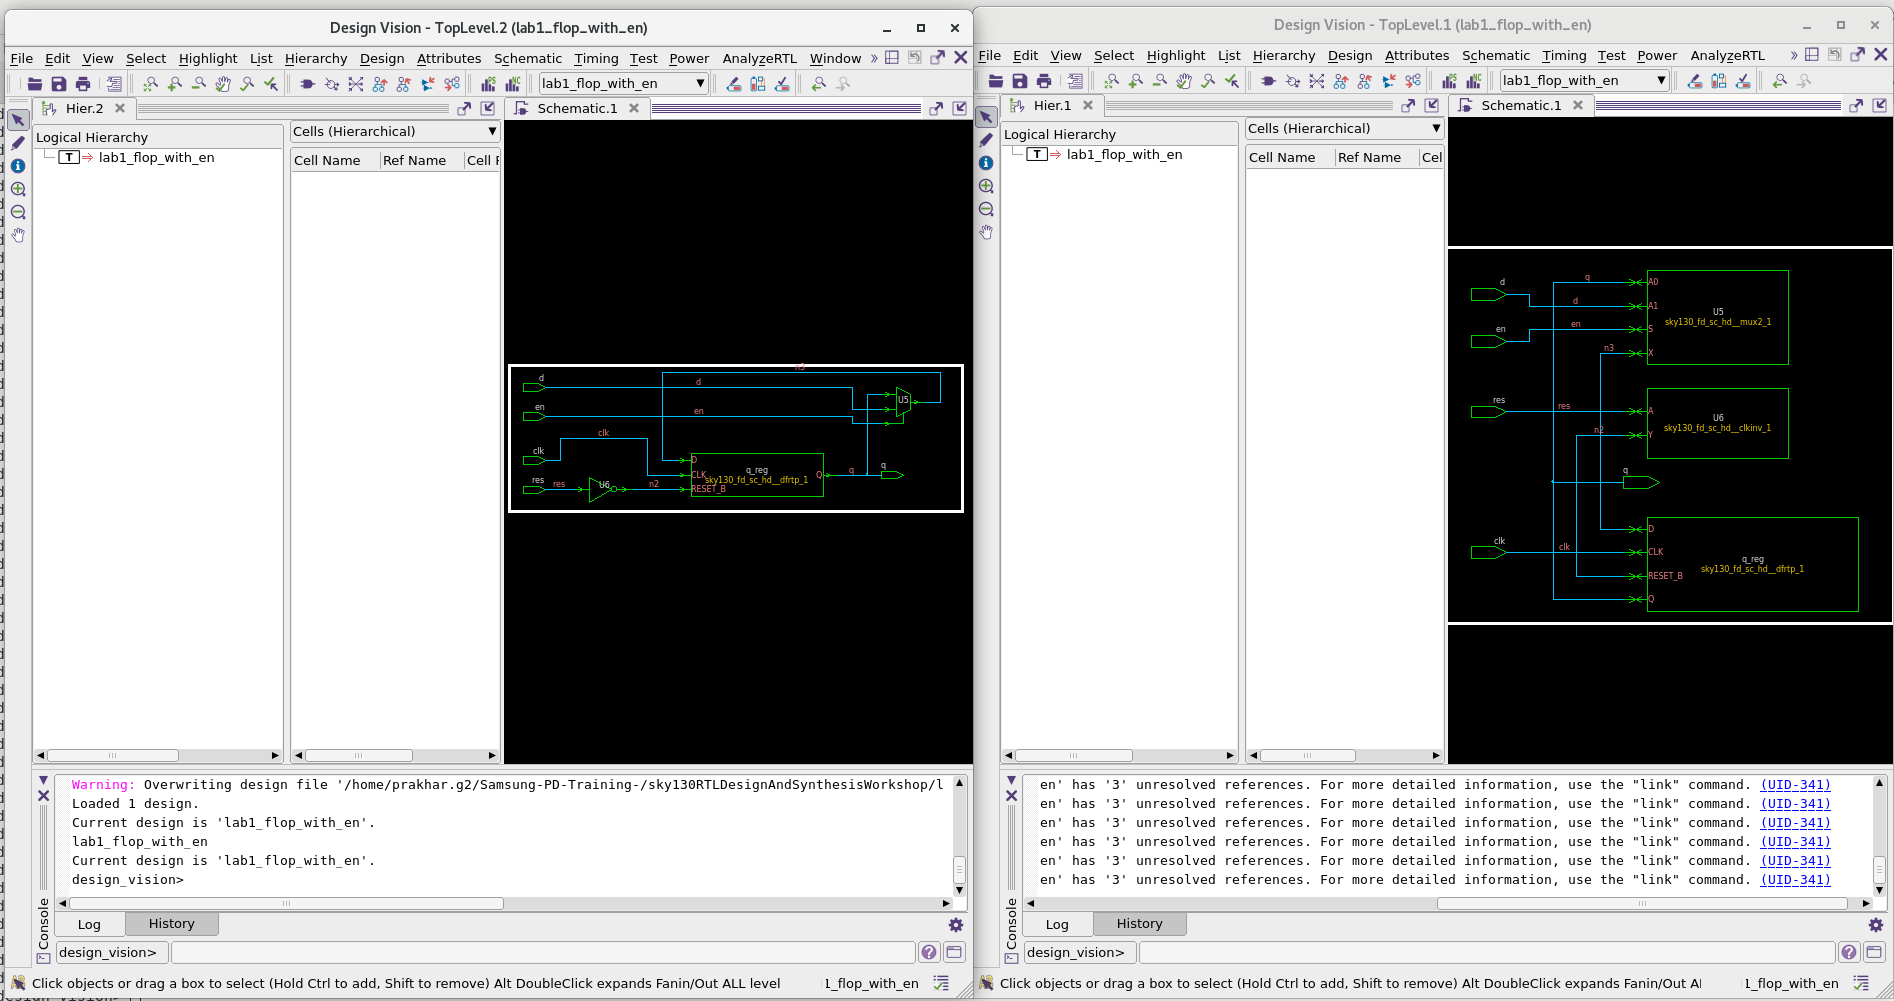 Design Vision - TopLevel.2 (lab1_flop_with_en)
File Edit View Select Highlight List Hierarchy Design Attributes Schematic Timing Test Power AnalyzeRTL Window »
lab1_flop_with_en
Hier.2
Schematic.1
Logical Hierarchy
T lab1_flop_with_en
Cells (Hierarchical)
Cell Name Ref Name Cell
d
d
en
en
clk
clk
res
res
U6
n2
D
CLK
RESET_B
q_reg
sky130_fd_sc_hd__dfrtp_1
Q
q
q
U5
Warning: Overwriting design file '/home/prakhar.g2/Samsung-PD-Training-/sky130RTLDesignAndSynthesisWorkshop/l
Loaded 1 design.
Current design is 'lab1_flop_with_en'.
lab1_flop_with_en
Current design is 'lab1_flop_with_en'.
design_vision>
Console
Log
History
design_vision>
Click objects or drag a box to select (Hold Ctrl to add, Shift to remove) Alt DoubleClick expands Fanin/Out ALL level
1_flop_with_en
Design Vision - TopLevel.1 (lab1_flop_with_en)
File Edit View Select Highlight List Hierarchy Design Attributes Schematic Timing Test Power AnalyzeRTL »
lab1_flop_with_en
Hier.1
Schematic.1
Logical Hierarchy
T lab1_flop_with_en
Cells (Hierarchical)
Cell Name Ref Name Cel
d
q
A0
d
A1
U5
sky130_fd_sc_hd__mux2_1
en
en
S
n3
X
res
res
A
U6
sky130_fd_sc_hd__clkinv_1
n2
Y
q
D
clk
clk
CLK
q_reg
sky130_fd_sc_hd__dfrtp_1
RESET_B
Q
en' has '3' unresolved references. For more detailed information, use the "link" command. (UID-341)
en' has '3' unresolved references. For more detailed information, use the "link" command. (UID-341)
en' has '3' unresolved references. For more detailed information, use the "link" command. (UID-341)
en' has '3' unresolved references. For more detailed information, use the "link" command. (UID-341)
en' has '3' unresolved references. For more detailed information, use the "link" command. (UID-341)
en' has '3' unresolved references. For more detailed information, use the "link" command. (UID-341)
Console
Log
History
design_vision>
Click objects or drag a box to select (Hold Ctrl to add, Shift to remove) Alt DoubleClick expands Fanin/Out Al
1_flop_with_en